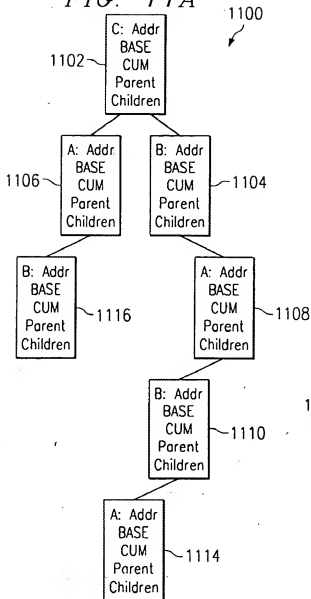 FIG. 11A
1100
C: Addr
BASE
CUM
Parent
Children
1102
A: Addr
BASE
CUM
Parent
Children
1106
B: Addr
BASE
CUM
Parent
Children
1104
B: Addr
BASE
CUM
Parent
Children
1116
A: Addr
BASE
CUM
Parent
Children
1108
B: Addr
BASE
CUM
Parent
Children
1110
1
A: Addr
BASE
CUM
Parent
Children
1114